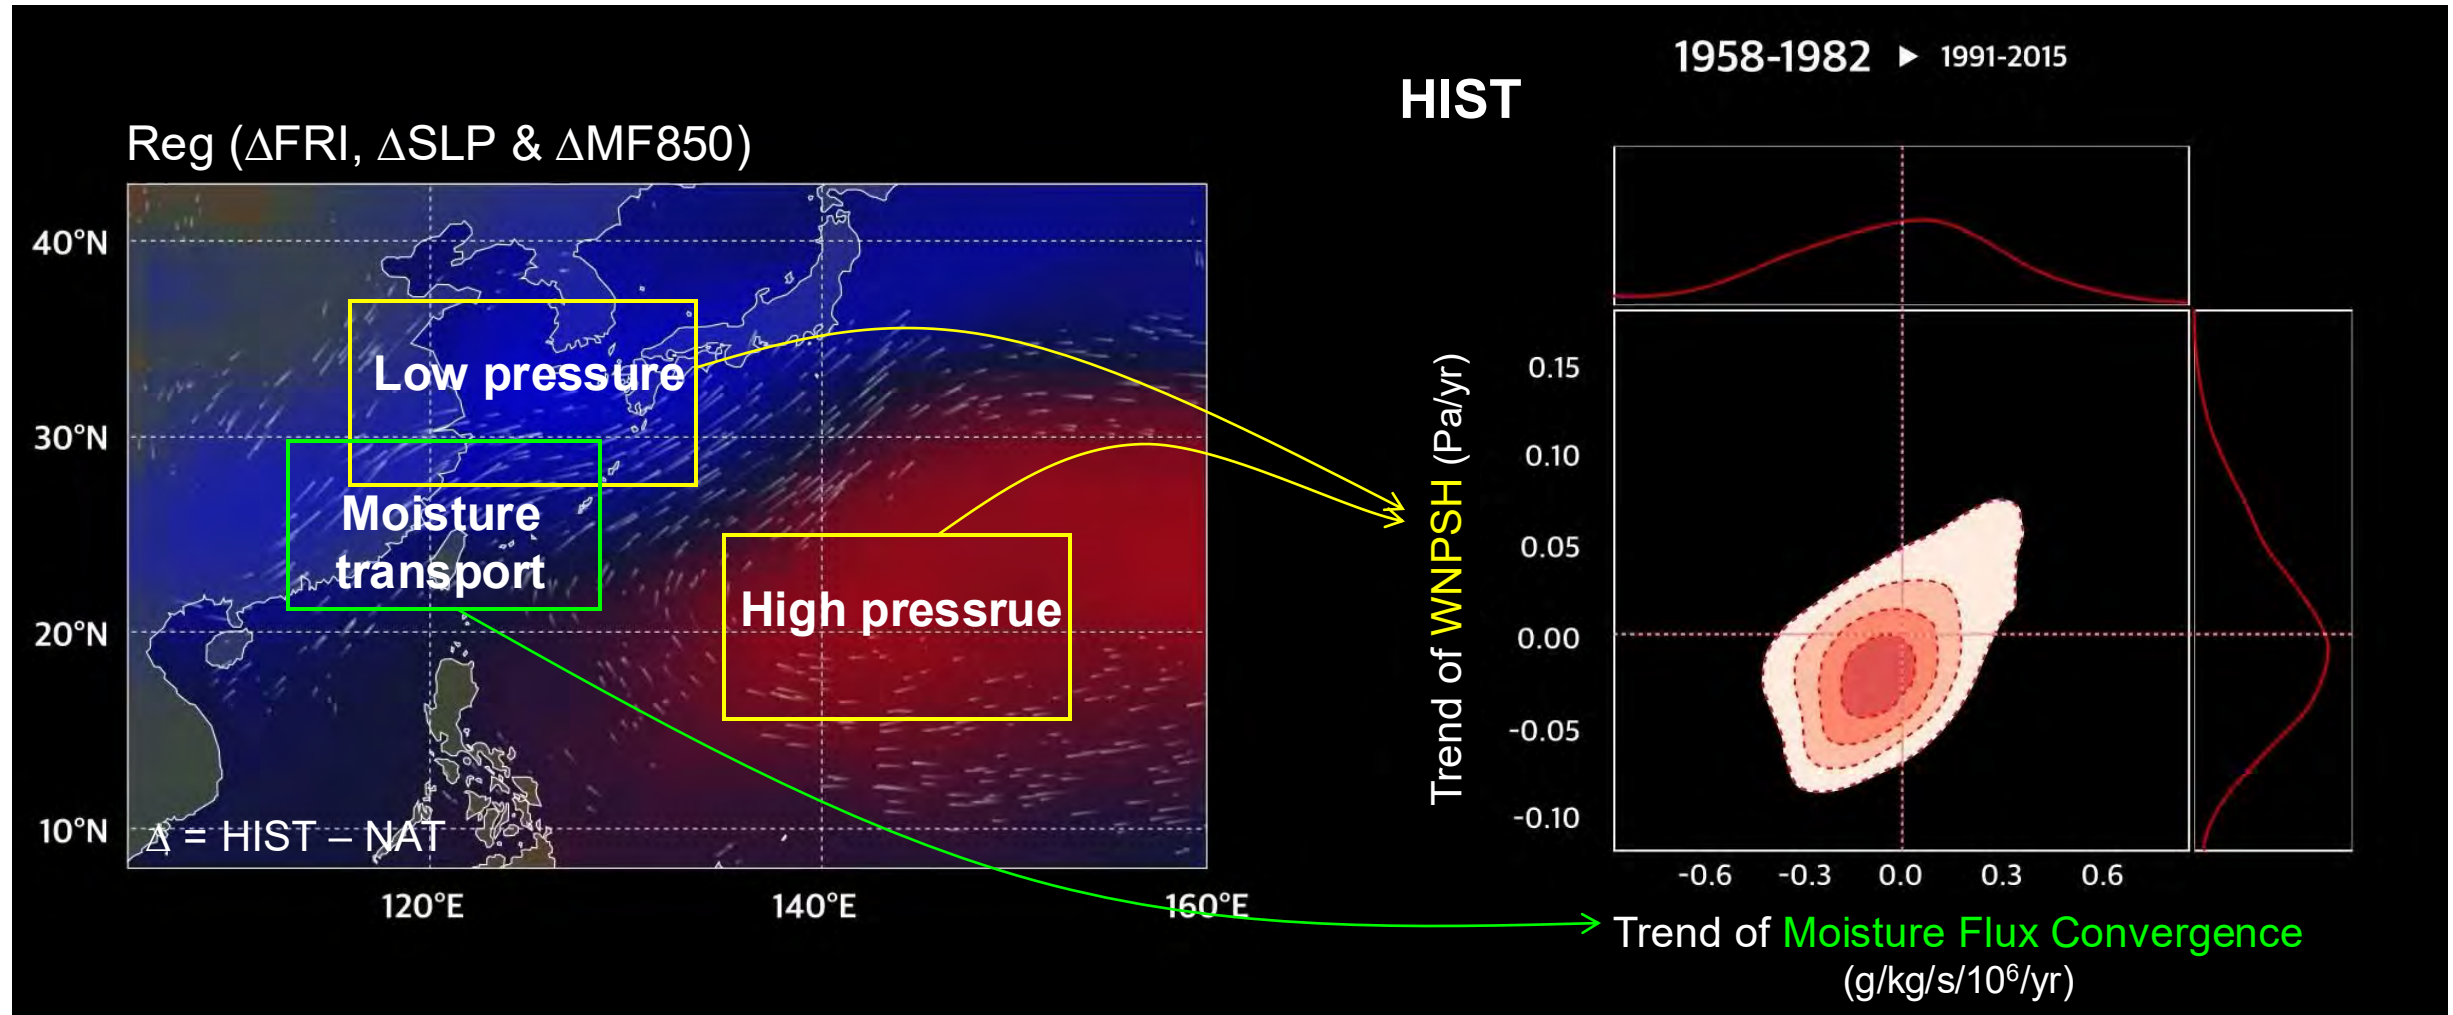 1958-1982 ▶ 1991-2015
HIST
Reg (ΔFRI, ΔSLP & ΔMF850)
40°N
30°N
20°N
10°N
Low pressure
Moisture
transport
High pressrue
Δ = HIST – NAT
120°E
140°E
160°E
Trend of WNPSH (Pa/yr)
0.15
0.10
0.05
0.00
-0.05
-0.10
-0.6
-0.3
0.0
0.3
0.6
Trend of Moisture Flux Convergence
(g/kg/s/10⁶/yr)